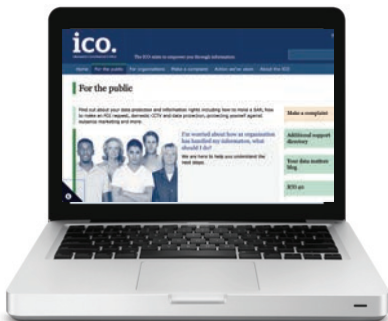 ico.
The ICO exists to empower you through information
Home For the public For organisations Make a complaint Action we've taken About the ICO
For the public
Find out about your data protection and information rights including how to make a SAR, how
to make an FOI request, domestic CCTV and data protection, protecting yourself against
nuisance marketing and more.
I'm worried about how an organisation
has handled my information, what
should I do?
We are here to help you understand the
next steps.
Make a complaint
Additional support
directory
Your data matters
blog
ICO 40